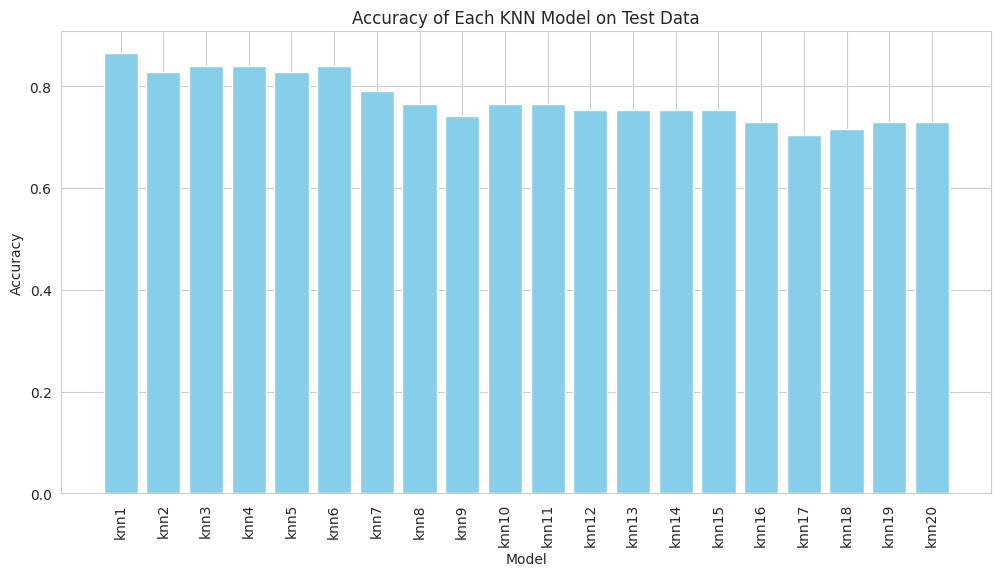 Accuracy of Each KNN Model on Test Data
Accuracy
0.8
0.6
0.4
0.2
0.0
knn1
knn2
knn3
knn4
knn5
knn6
knn7
knn8
knn9
knn10
knn11
knn12
knn13
knn14
knn15
knn16
knn17
knn18
knn19
knn20
Model